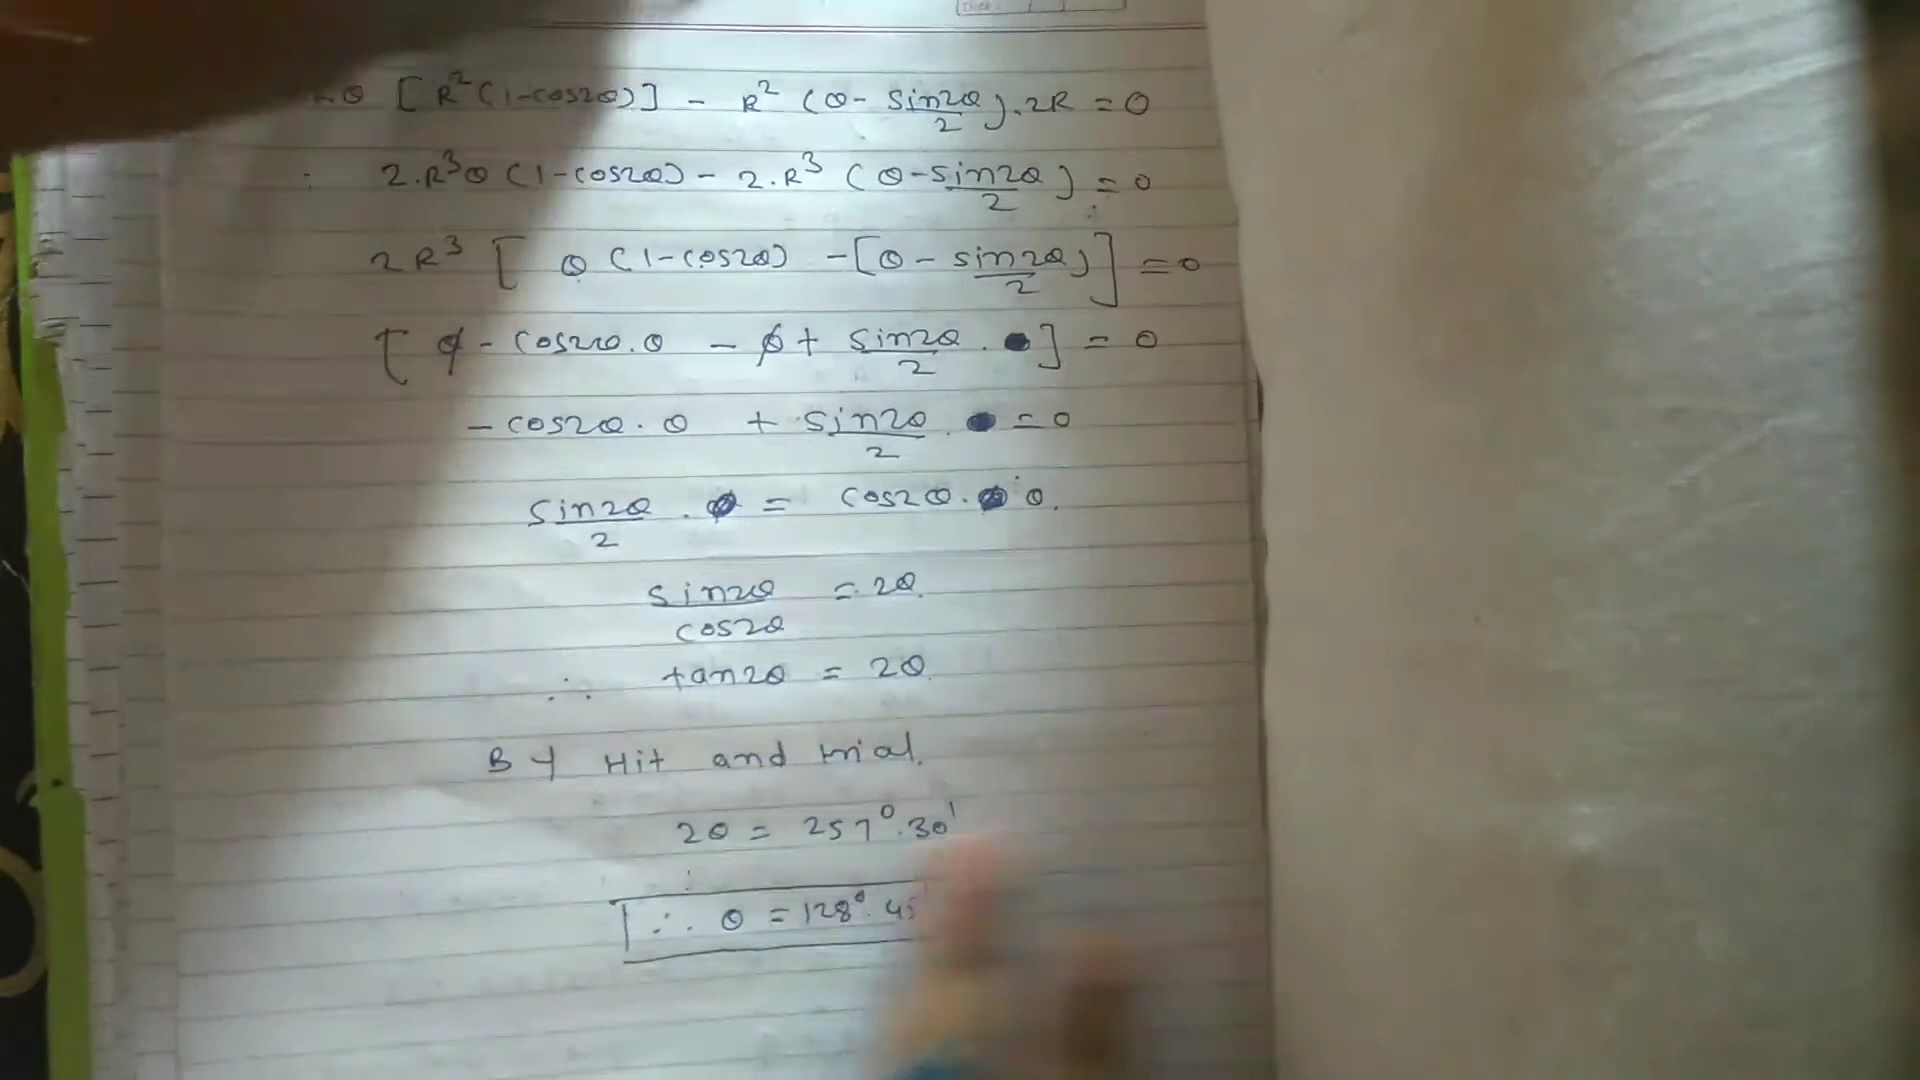 θ [R²(1-cos2θ)] - R² (θ - sin2θ/2).2R = 0
2.R³θ (1-cos2θ) - 2.R³ (θ - sin2θ/2) = 0
2R³ [ θ (1-cos2θ) - [θ - sin2θ/2) ] = 0
[ θ - cos2θ.θ - θ + sin2θ/2 . ] = 0
- cos2θ.θ + sin2θ/2 . = 0
sin2θ/2 . = cos2θ. θ.
sin2θ/cos2θ = 2θ.
∴ tan2θ = 2θ.
By Hit and trial.
2θ = 257°.30'
∴ θ = 128°.45